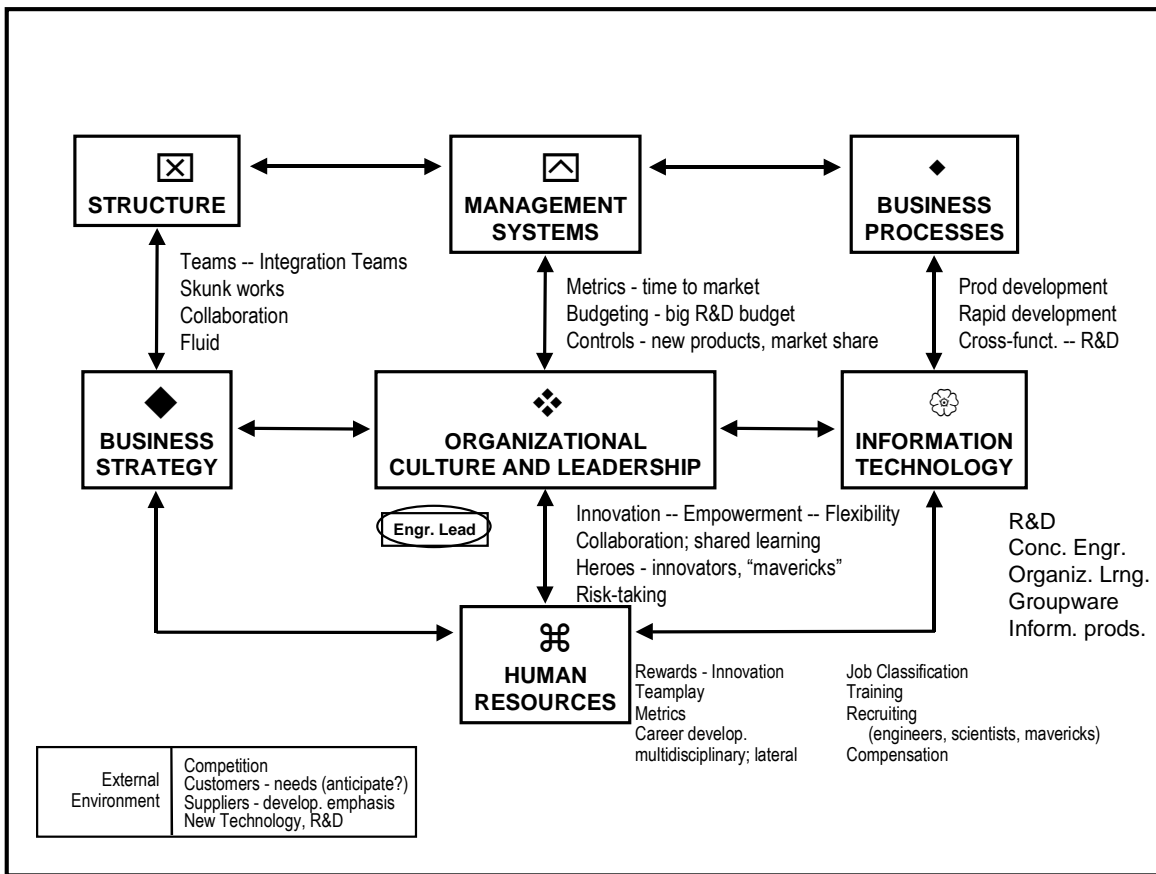 STRUCTURE
MANAGEMENT
SYSTEMS
BUSINESS
PROCESSES
Teams -- Integration Teams
Skunk works
Collaboration
Fluid
Metrics - time to market
Budgeting - big R&D budget
Controls - new products, market share
Prod development
Rapid development
Cross-funct. -- R&D
BUSINESS
STRATEGY
ORGANIZATIONAL
CULTURE AND LEADERSHIP
INFORMATION
TECHNOLOGY
Engr. Lead
Innovation -- Empowerment -- Flexibility
Collaboration; shared learning
Heroes - innovators, “mavericks”
Risk-taking
R&D
Conc. Engr.
Organiz. Lrng.
Groupware
Inform. prods.
HUMAN
RESOURCES
Rewards - Innovation
Teamplay
Metrics
Career develop.
multidisciplinary; lateral
Job Classification
Training
Recruiting
(engineers, scientists, mavericks)
Compensation
External
Environment
Competition
Customers - needs (anticipate?)
Suppliers - develop. emphasis
New Technology, R&D